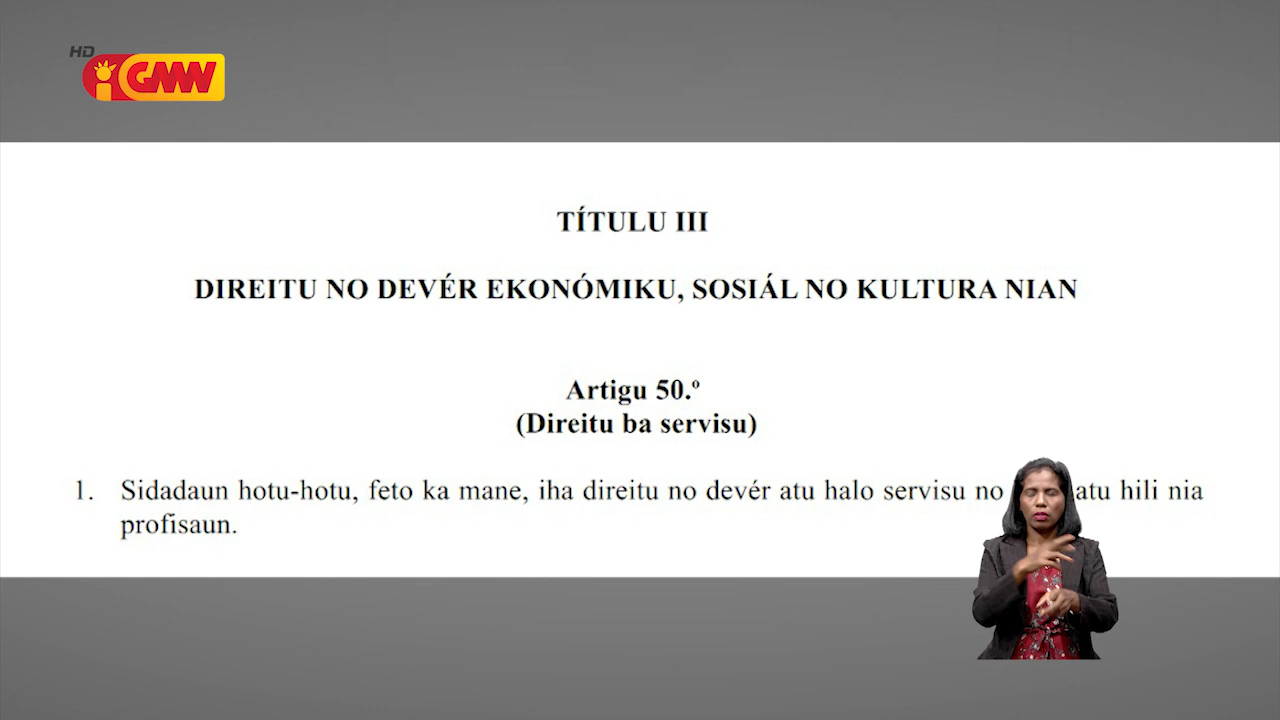 HD
GMN
TÍTULU III
DIREITU NO DEVÉR EKONÓMIKU, SOSIÁL NO KULTURA NIAN
Artigu 50.º
(Direitu ba servisu)
1. Sidadaun hotu-hotu, feto ka mane, iha direitu no devér atu halo servisu no atu hili nia
profisaun.